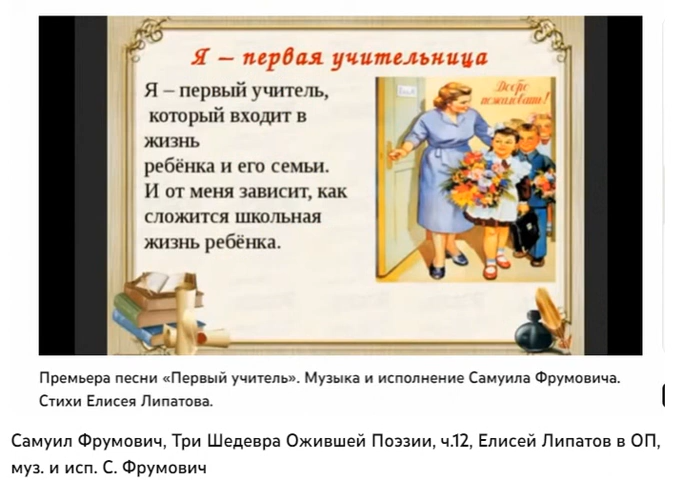 Я – первая учительница
Я – первый учитель,
который входит в
жизнь
ребёнка и его семьи.
И от меня зависит, как
сложится школьная
жизнь ребёнка.
Добро
пожаловать!
Премьера песни «Первый учитель». Музыка и исполнение Самуила Фрумовича.
Стихи Елисея Липатова.
Самуил Фрумович, Три Шедевра Ожившей Поэзии, ч.12, Елисей Липатов в ОП,
муз. и исп. С. Фрумович